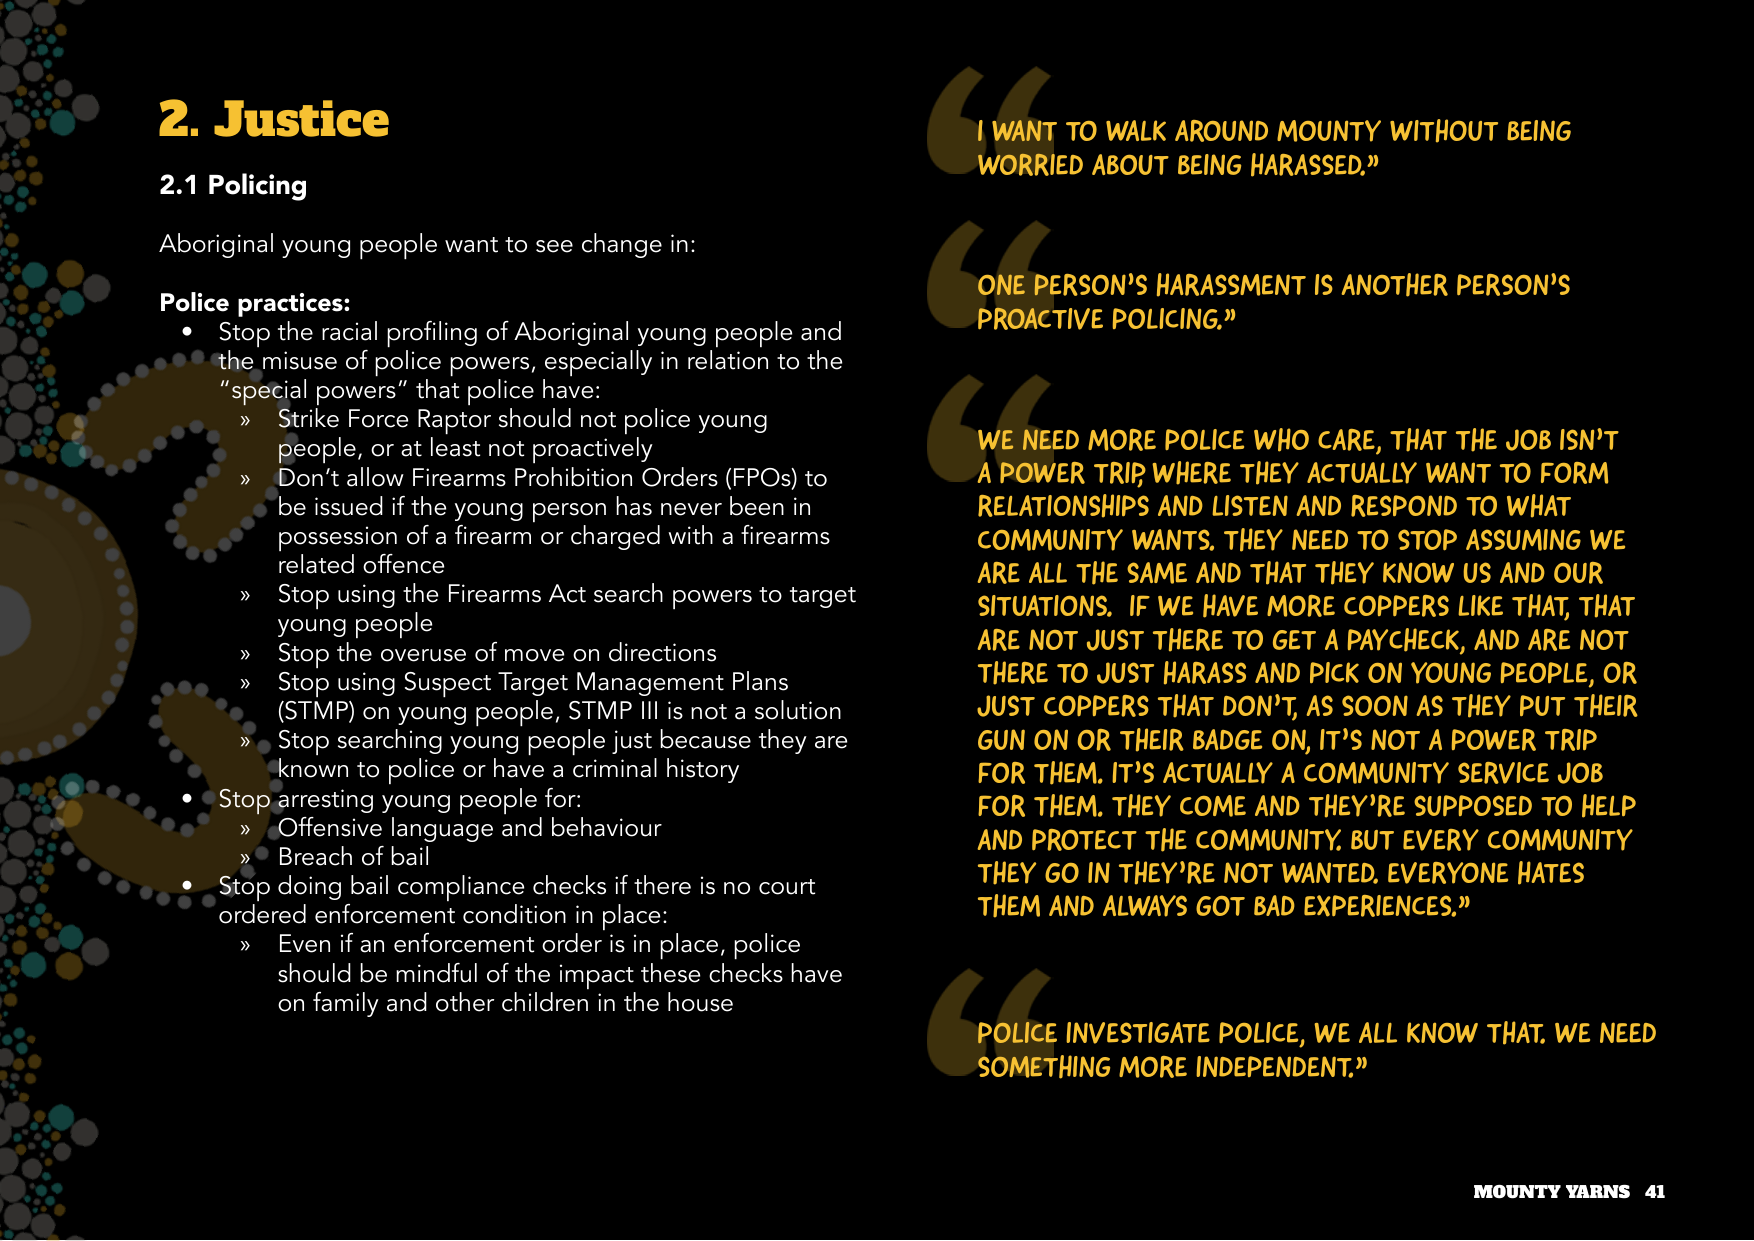 2. Justice
2.1 Policing
Aboriginal young people want to see change in:
Police practices:
• Stop the racial profiling of Aboriginal young people and
the misuse of police powers, especially in relation to the
“special powers” that police have:
» Strike Force Raptor should not police young
people, or at least not proactively
» Don’t allow Firearms Prohibition Orders (FPOs) to
be issued if the young person has never been in
possession of a firearm or charged with a firearms
related offence
» Stop using the Firearms Act search powers to target
young people
» Stop the overuse of move on directions
» Stop using Suspect Target Management Plans
(STMP) on young people, STMP III is not a solution
» Stop searching young people just because they are
known to police or have a criminal history
• Stop arresting young people for:
» Offensive language and behaviour
» Breach of bail
• Stop doing bail compliance checks if there is no court
ordered enforcement condition in place:
» Even if an enforcement order is in place, police
should be mindful of the impact these checks have
on family and other children in the house
“I WANT TO WALK AROUND MOUNTY WITHOUT BEING
WORRIED ABOUT BEING HARASSED.”
“ONE PERSON’S HARASSMENT IS ANOTHER PERSON’S
PROACTIVE POLICING.”
“WE NEED MORE POLICE WHO CARE, THAT THE JOB ISN’T
A POWER TRIP, WHERE THEY ACTUALLY WANT TO FORM
RELATIONSHIPS AND LISTEN AND RESPOND TO WHAT
COMMUNITY WANTS. THEY NEED TO STOP ASSUMING WE
ARE ALL THE SAME AND THAT THEY KNOW US AND OUR
SITUATIONS. IF WE HAVE MORE COPPERS LIKE THAT, THAT
ARE NOT JUST THERE TO GET A PAYCHECK, AND ARE NOT
THERE TO JUST HARASS AND PICK ON YOUNG PEOPLE, OR
JUST COPPERS THAT DON’T, AS SOON AS THEY PUT THEIR
GUN ON OR THEIR BADGE ON, IT’S NOT A POWER TRIP
FOR THEM. IT’S ACTUALLY A COMMUNITY SERVICE JOB
FOR THEM. THEY COME AND THEY’RE SUPPOSED TO HELP
AND PROTECT THE COMMUNITY. BUT EVERY COMMUNITY
THEY GO IN THEY’RE NOT WANTED. EVERYONE HATES
THEM AND ALWAYS GOT BAD EXPERIENCES.”
“POLICE INVESTIGATE POLICE, WE ALL KNOW THAT. WE NEED
SOMETHING MORE INDEPENDENT.”
MOUNTY YARNS 41